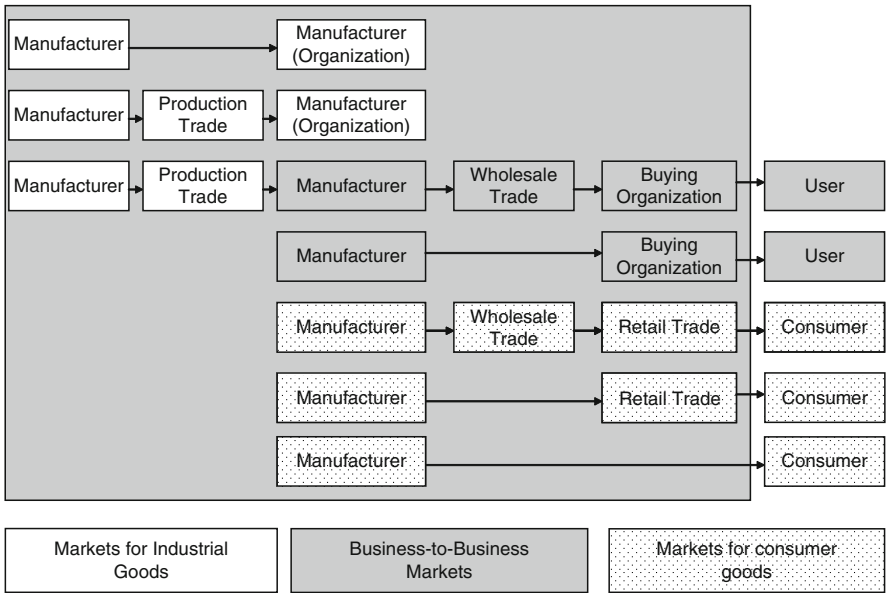 Manufacturer
Manufacturer
(Organization)
Manufacturer
Production
Trade
Manufacturer
(Organization)
Manufacturer
Production
Trade
Manufacturer
Wholesale
Trade
Buying
Organization
User
Manufacturer
Buying
Organization
User
Manufacturer
Wholesale
Trade
Retail Trade
Consumer
Manufacturer
Retail Trade
Consumer
Manufacturer
Consumer
Markets for Industrial
Goods
Business-to-Business
Markets
Markets for consumer
goods